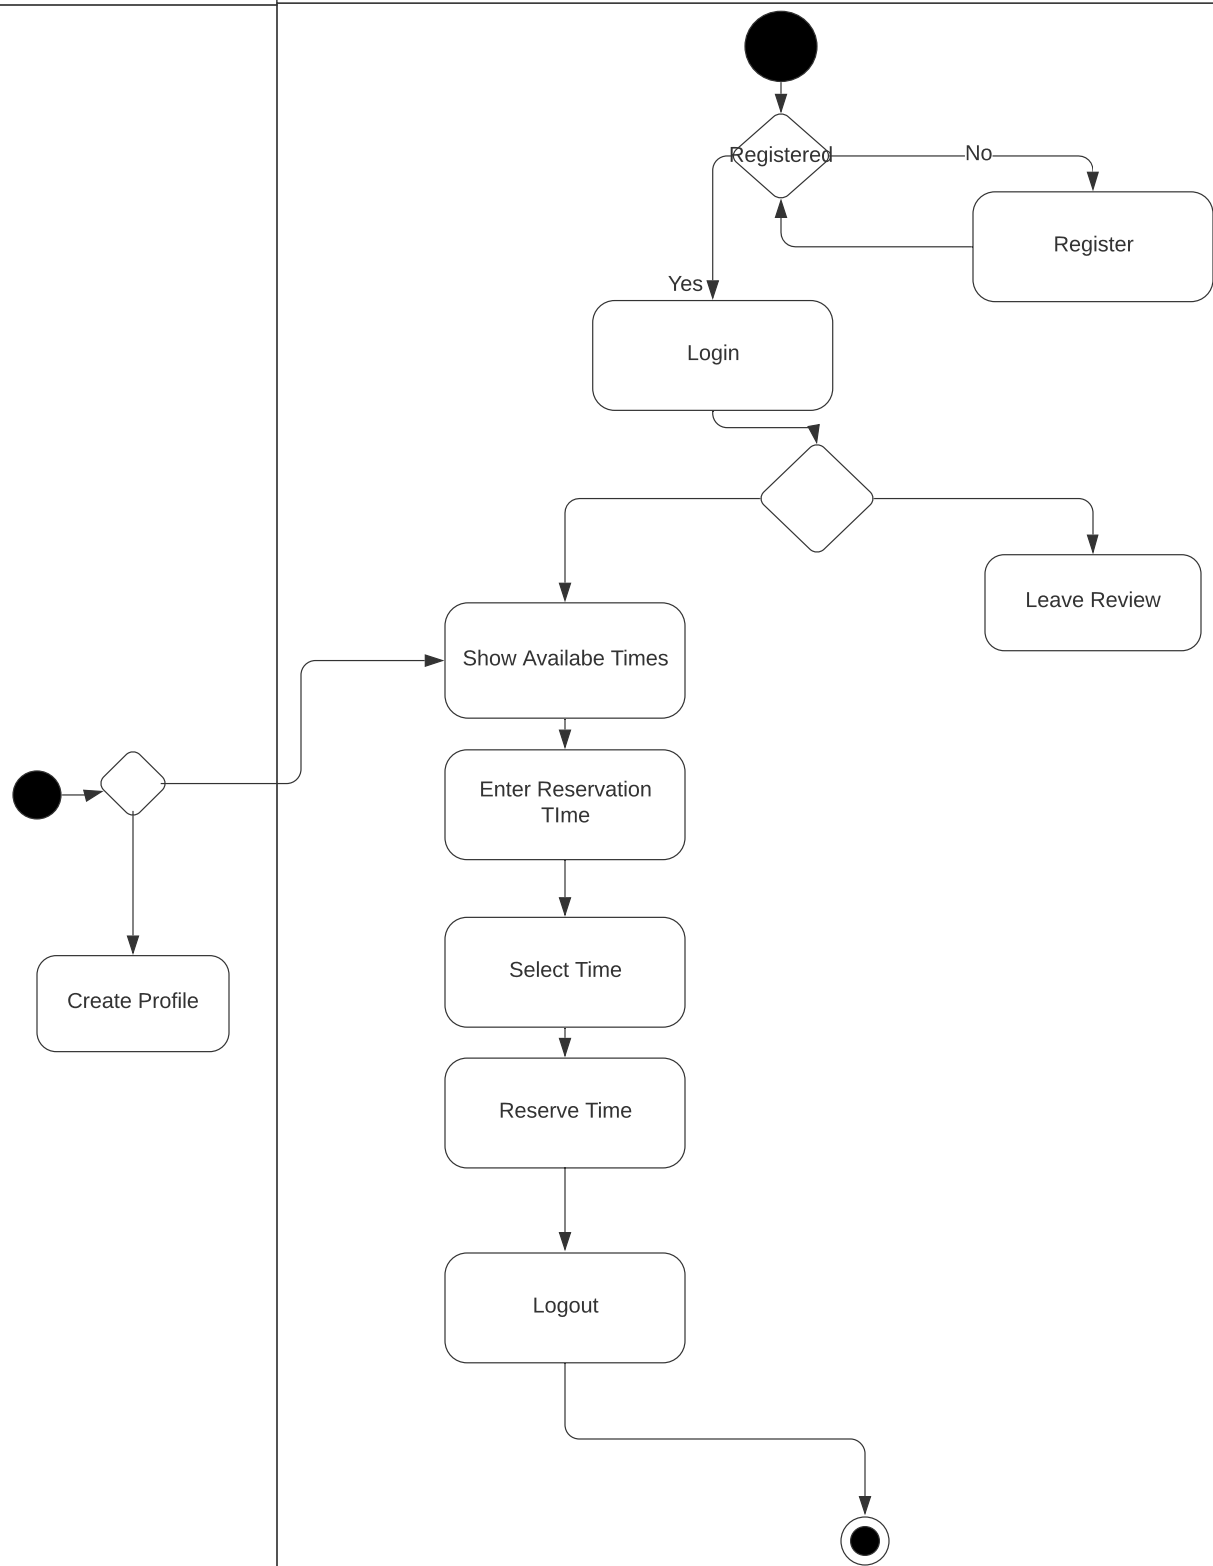 Registered
No
Register
Yes
Login
Leave Review
Show Availabe Times
Enter Reservation
TIme
Select Time
Create Profile
Reserve Time
Logout